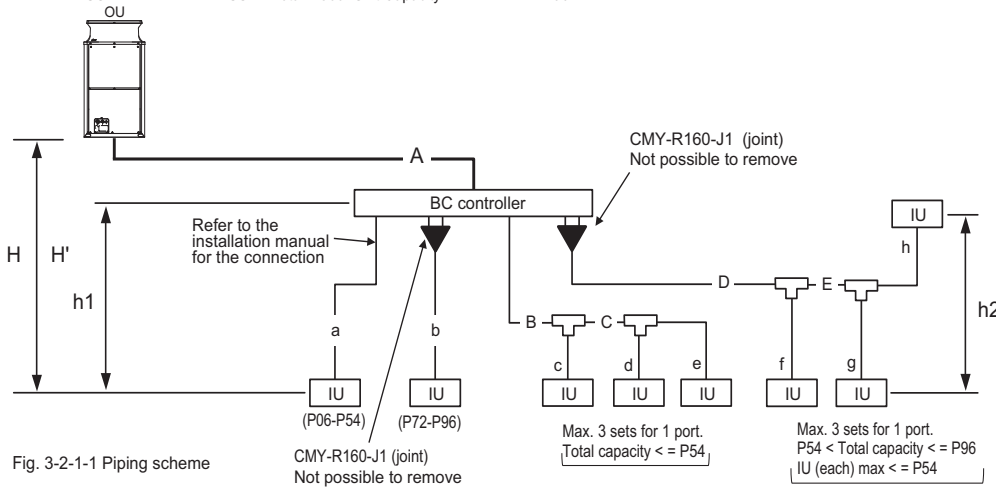 OU
CMY-R160-J1 (joint)
Not possible to remove
A
BC controller
Refer to the
installation manual
for the connection
IU
H
H'
h1
h
D
E
h2
a
b
B
C
c
d
e
f
g
IU
IU
IU
IU
IU
IU
IU
(P06-P54)
(P72-P96)
Max. 3 sets for 1 port.
Total capacity < = P54
Max. 3 sets for 1 port.
P54 < Total capacity < = P96
IU (each) max < = P54
Fig. 3-2-1-1 Piping scheme
CMY-R160-J1 (joint)
Not possible to remove